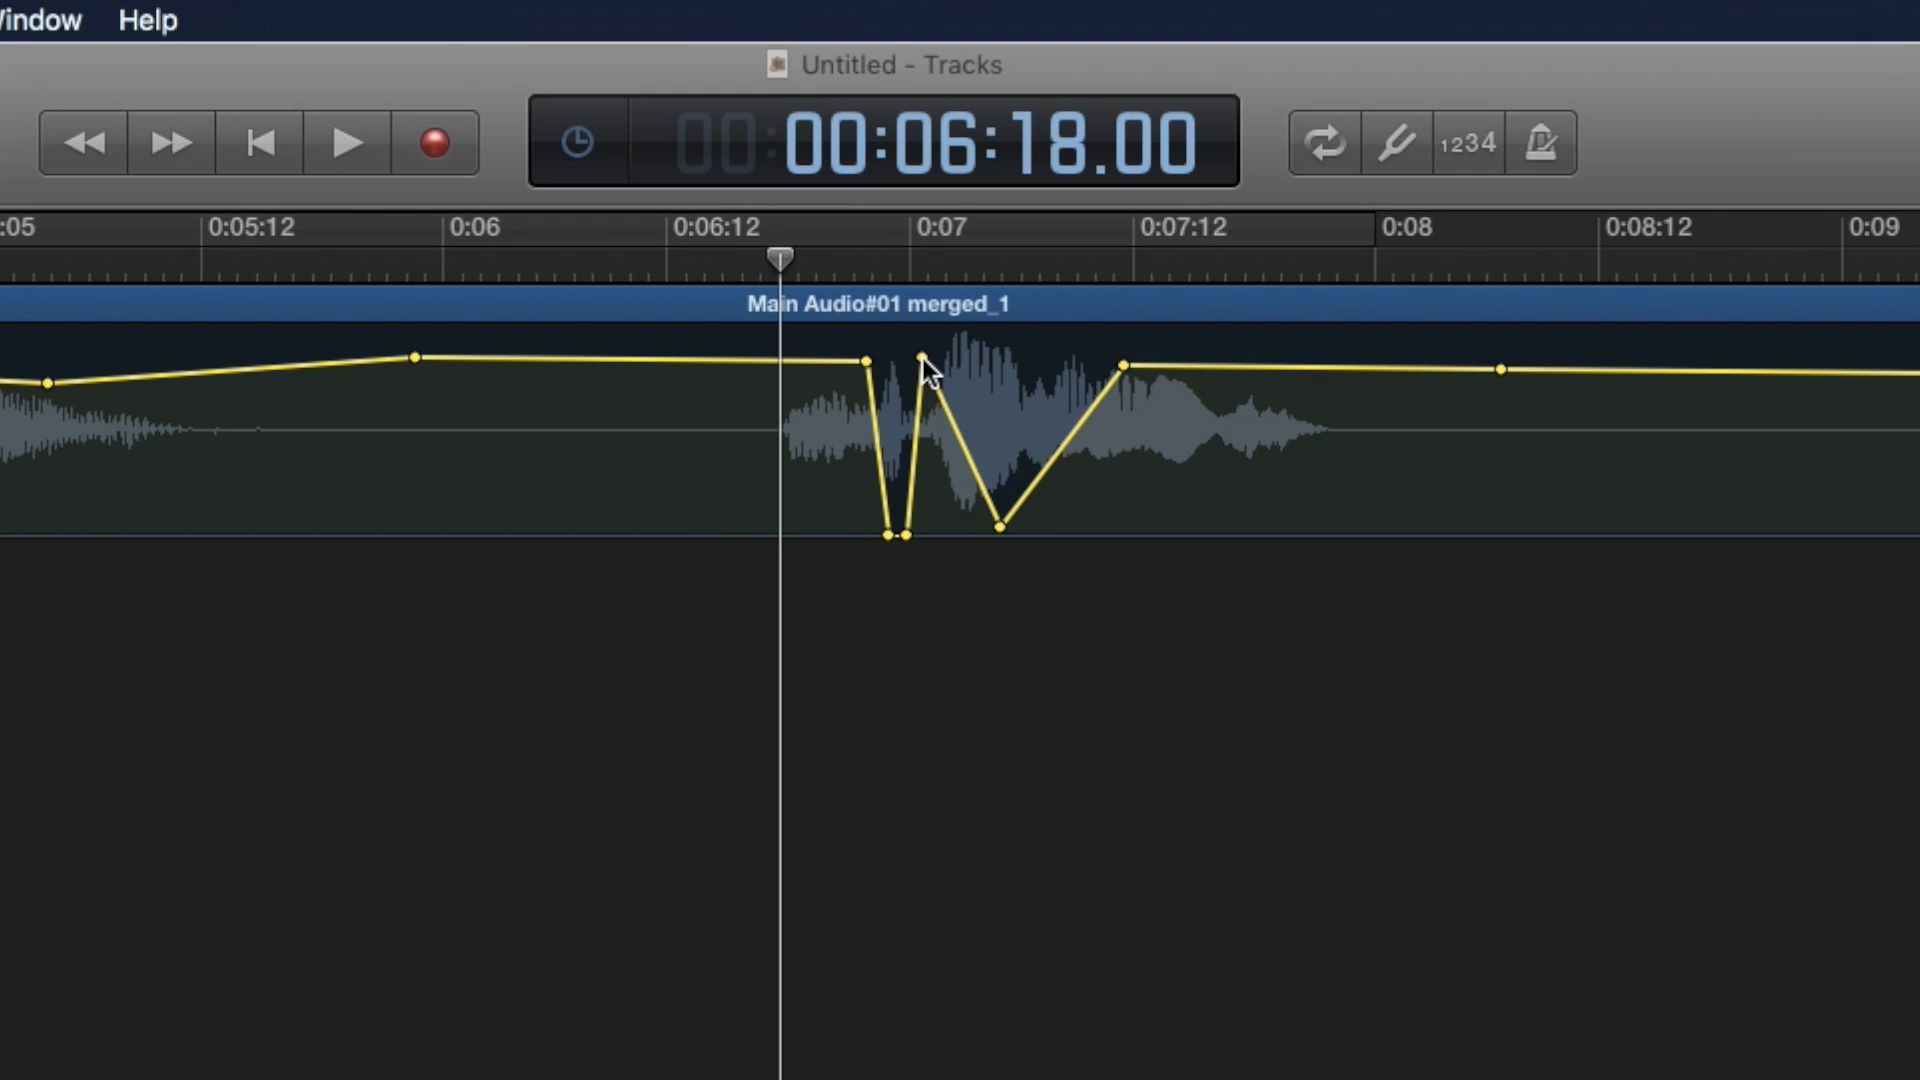 Window Help
Untitled - Tracks
00:00:06:18.00
1234
:05 0:05:12 0:06 0:06:12 0:07 0:07:12 0:08 0:08:12 0:09
Main Audio#01 merged_1